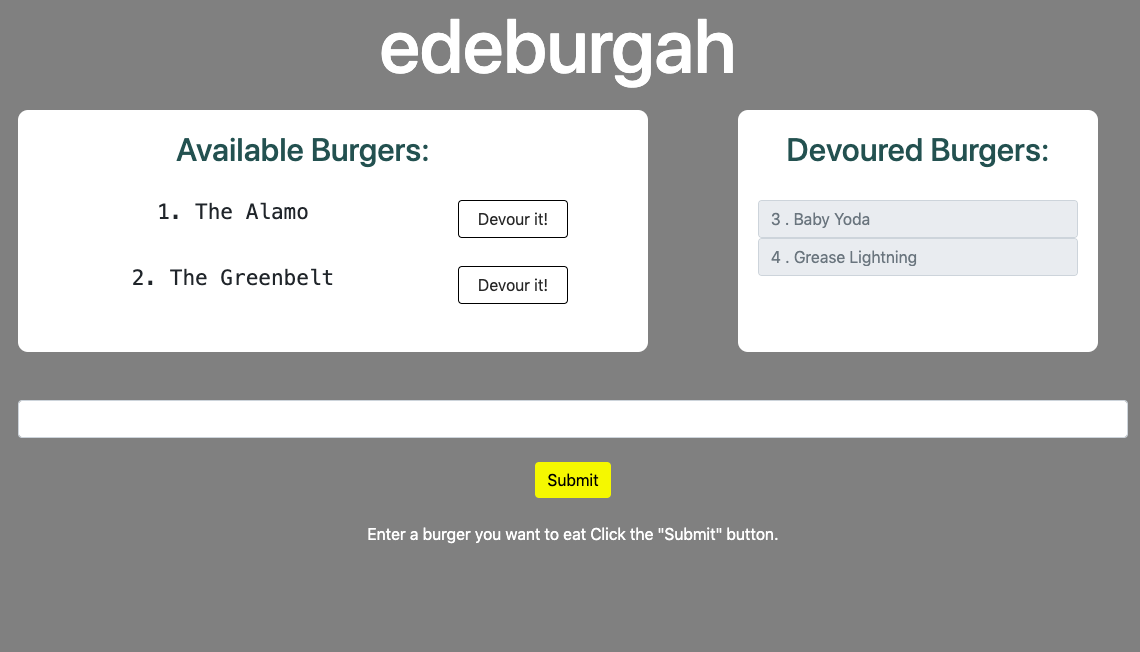 edeburgah
Available Burgers:
1. The Alamo
Devour it!
2. The Greenbelt
Devour it!
Devoured Burgers:
3 . Baby Yoda
4 . Grease Lightning
Submit
Enter a burger you want to eat Click the "Submit" button.